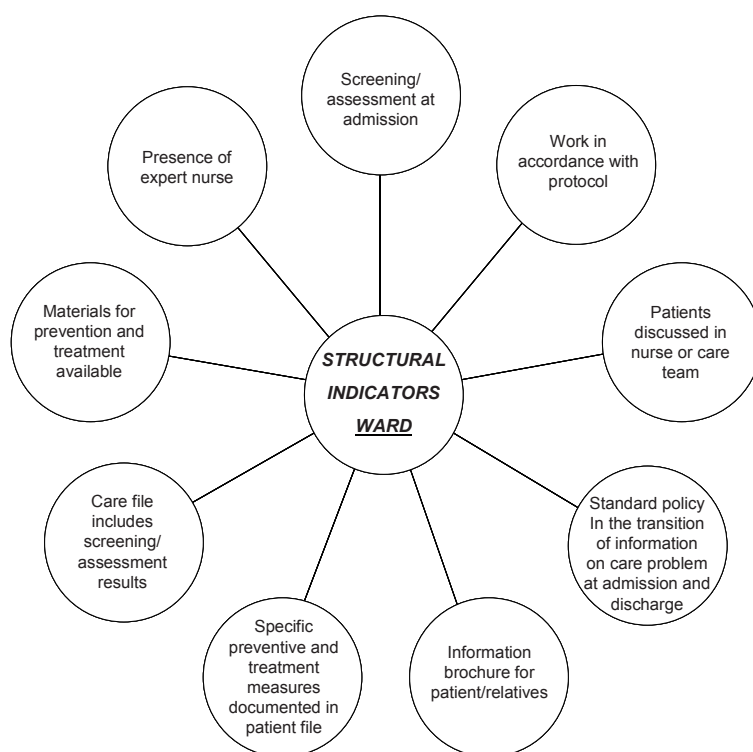 Screening/
assessment at
admission
Work in
accordance with
protocol
Patients
discussed in
nurse or care
team
Standard policy
In the transition
of information
on care problem
at admission and
discharge
Information
brochure for
patient/relatives
Specific
preventive and
treatment
measures
documented in
patient file
Care file
includes
screening/
assessment
results
Materials for
prevention and
treatment
available
Presence of
expert nurse
STRUCTURAL
INDICATORS
WARD